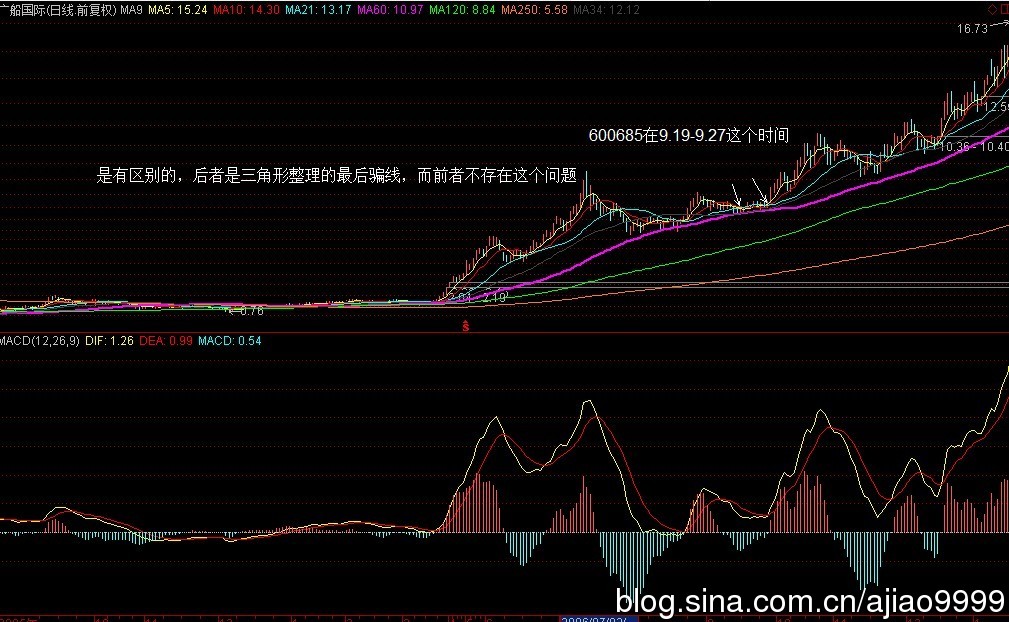 广船国际(日线.前复权) MA9 MA5: 15.24 MA10: 14.30 MA21: 13.17 MA60: 10.97 MA120: 8.84 MA250: 5.58 MA34: 12.12
16.73
12.59
600685在9.19-9.27这个时间
10.36 - 10.40
是有区别的，后者是三角形整理的最后骗线，而前者不存在这个问题
2.01 - 2.19
0.76
ŝ
MACD(12,26,9) DIF: 1.26 DEA: 0.99 MACD: 0.54
blog.sina.com.cn/ajiao9999